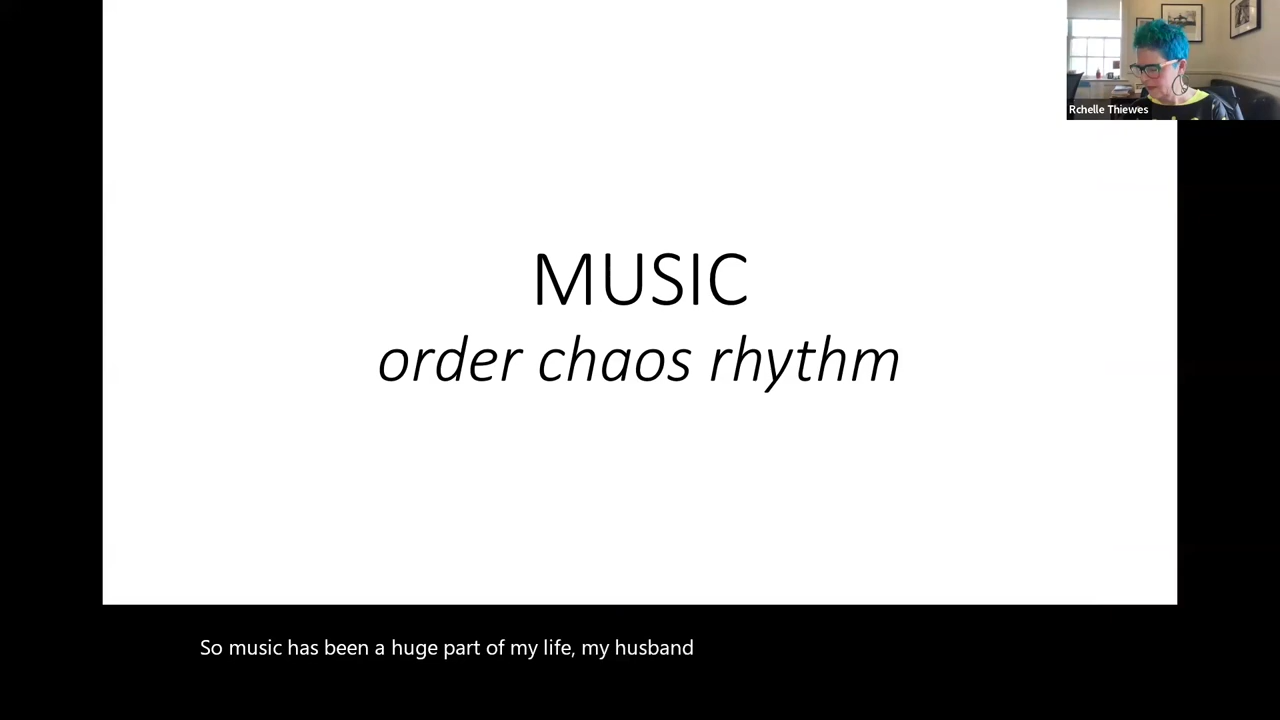 Rchelle Thiewes
MUSIC
order chaos rhythm
So music has been a huge part of my life, my husband